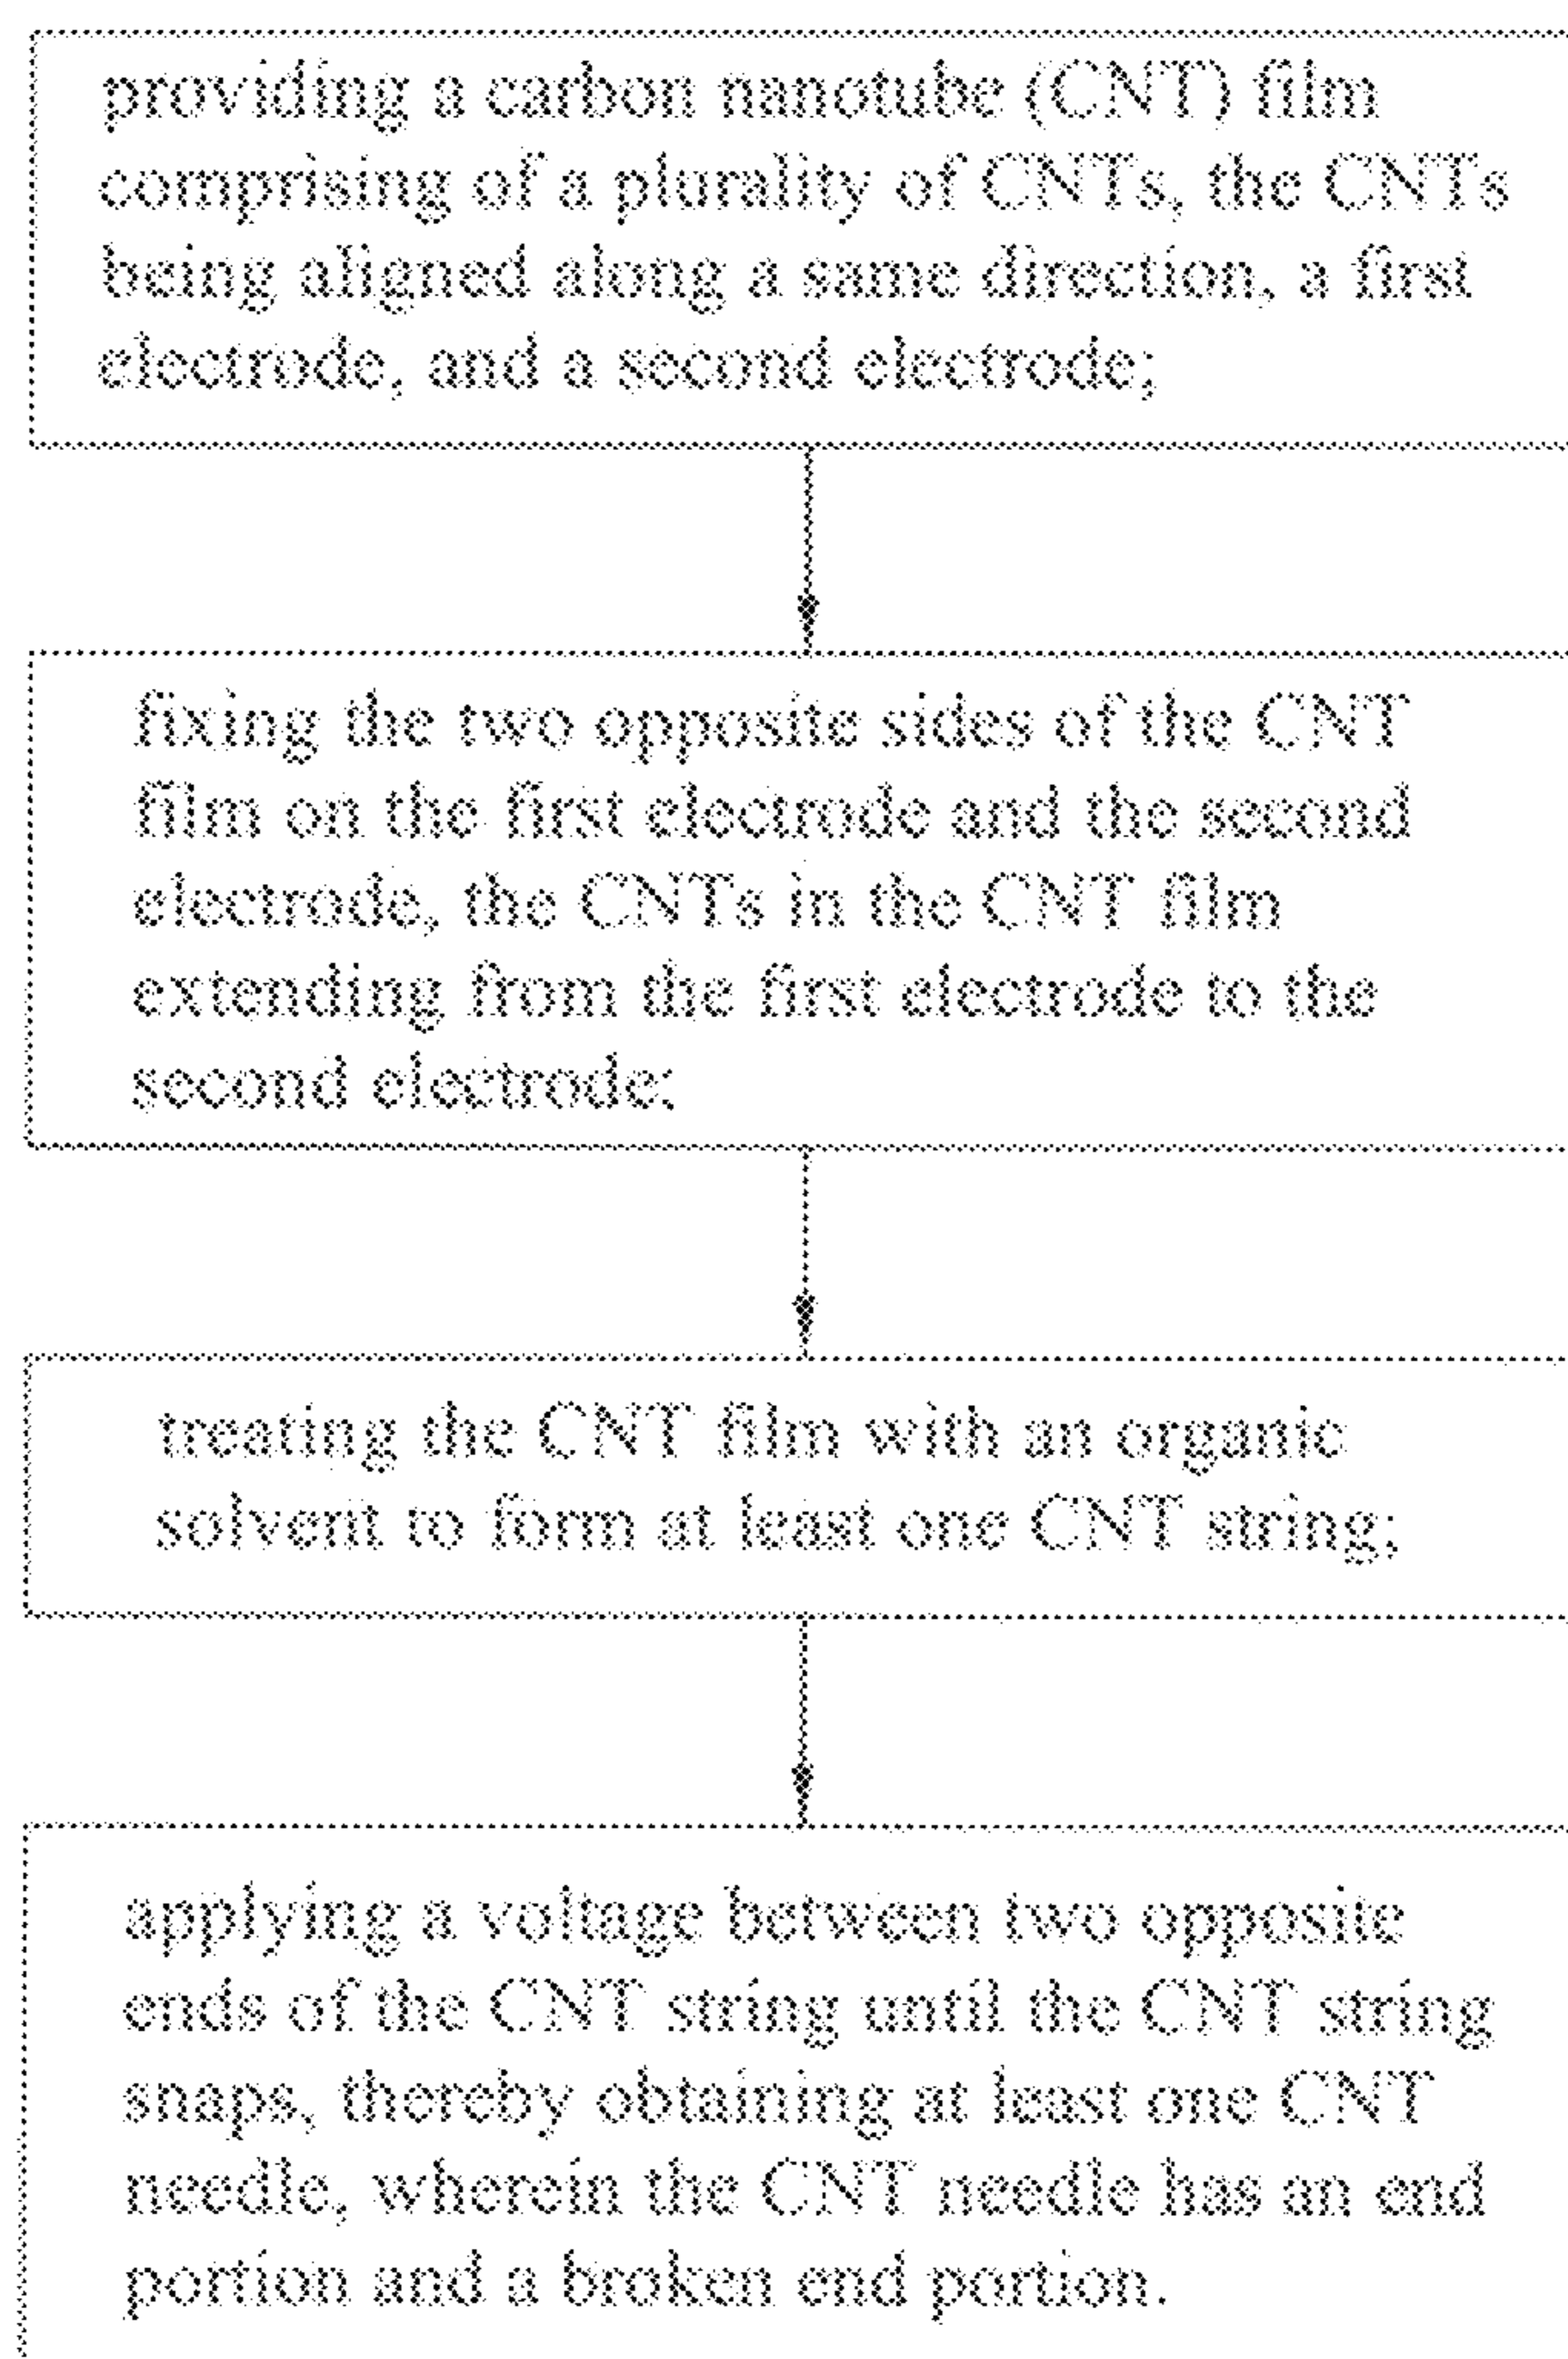 providing a carbon nanotube (CNT) film
comprising of a plurality of CNTs, the CNTs
being aligned along a same direction, a first
electrode, and a second electrode;
fixing the two opposite sides of the CNT
film on the first electrode and the second
electrode, the CNTs in the CNT film
extending from the first electrode to the
second electrode;
treating the CNT film with an organic
solvent to form at least one CNT string;
applying a voltage between two opposite
ends of the CNT string until the CNT string
snaps, thereby obtaining at least one CNT
needle, wherein the CNT needle has an end
portion and a broken end portion.